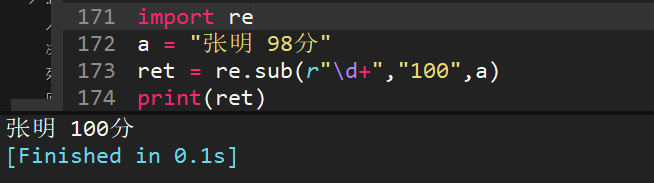 171 import re
172 a = "张明 98分"
173 ret = re.sub(r"\d+","100",a)
174 print(ret)
张明 100分
[Finished in 0.1s]